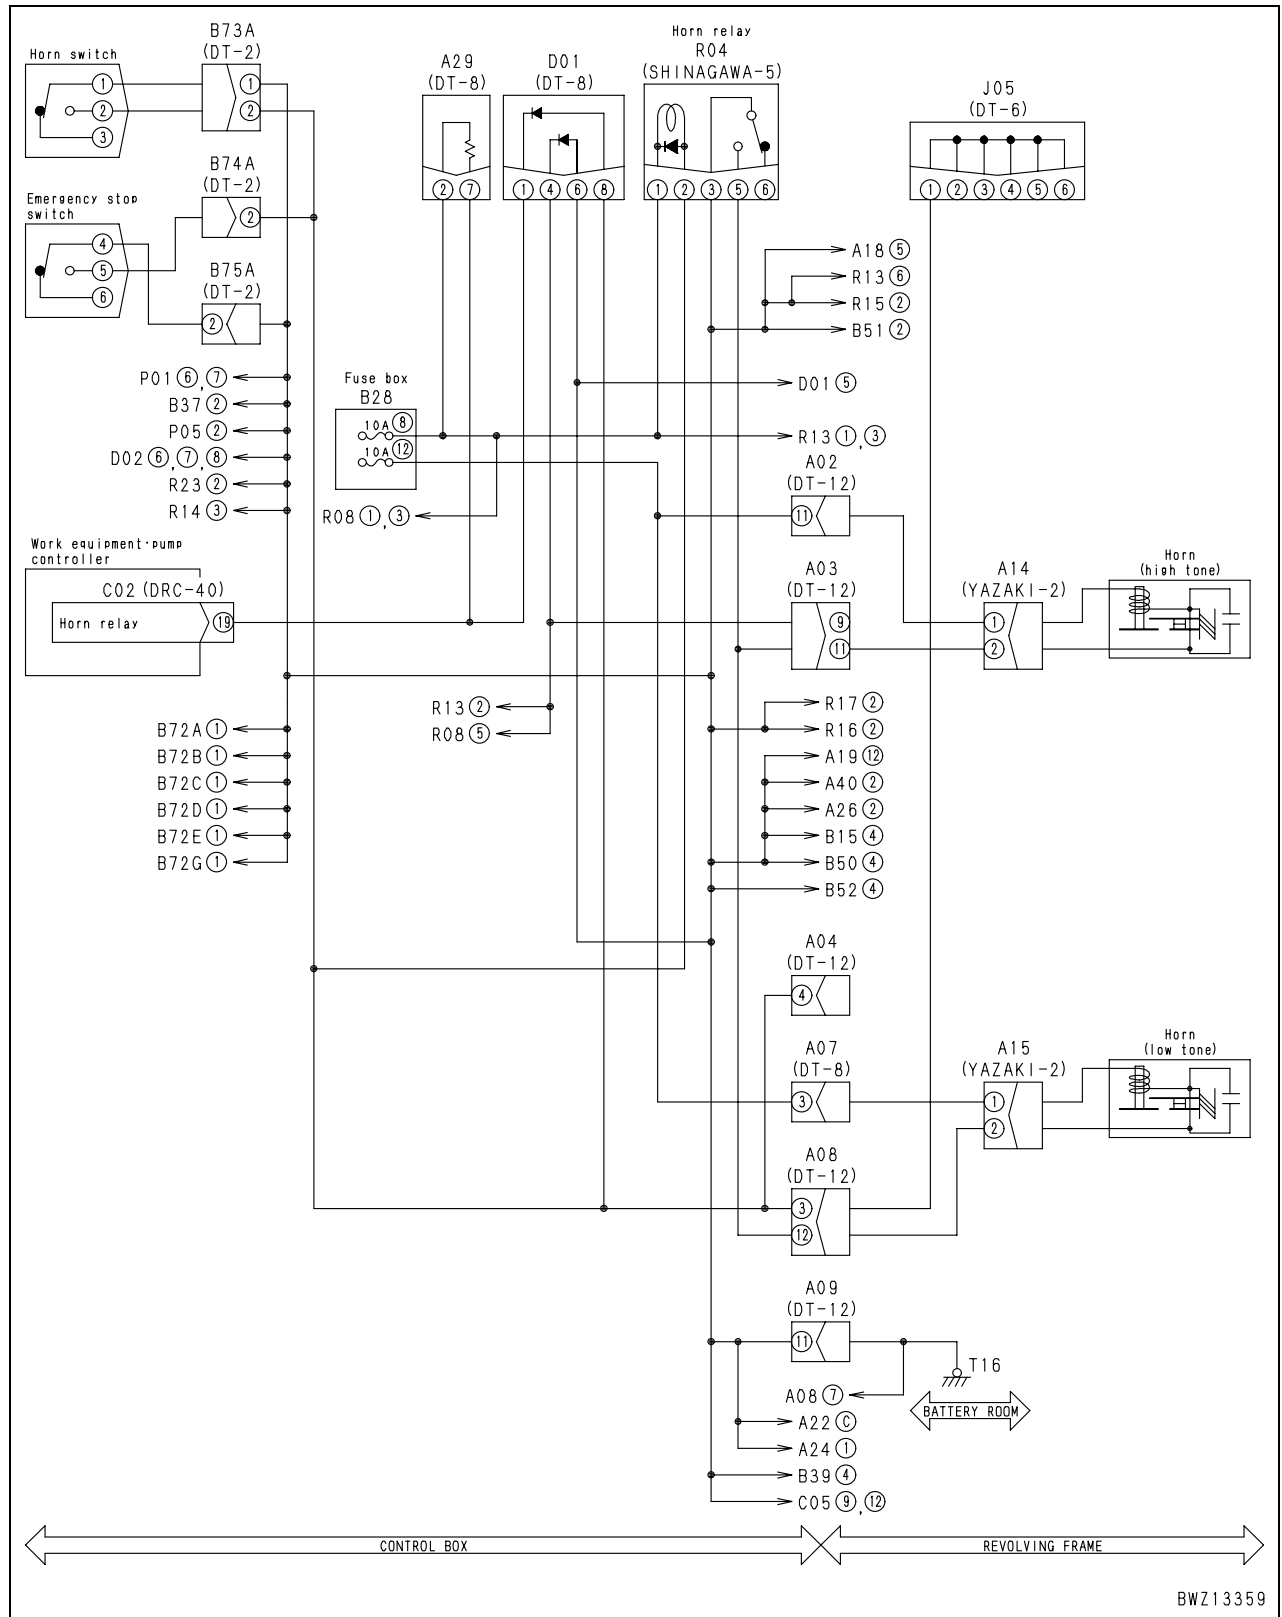 Horn switch
B73A
(DT-2)
1
2
3
1
2
A29
(DT-8)
2 7
D01
(DT-8)
1 4 6 8
Horn relay
R04
(SHINAGAWA-5)
1 2 3 5 6
J05
(DT-6)
1 2 3 4 5 6
B74A
(DT-2)
2
Emergency stop
switch
4
5
6
B75A
(DT-2)
2
A18 5
R13 6
R15 2
B51 2
P01 6, 7
B37 2
P05 2
D02 6, 7, 8
R23 2
R14 3
Fuse box
B28
10A 8
10A 12
D01 5
R13 1, 3
R08 1, 3
A02
(DT-12)
11
Work equipment·pump
controller
C02 (DRC-40)
Horn relay
19
A03
(DT-12)
9
11
A14
(YAZAKI-2)
1
2
Horn
(high tone)
R13 2
R08 5
R17 2
R16 2
A19 12
A40 2
A26 2
B15 4
B50 4
B52 4
B72A 1
B72B 1
B72C 1
B72D 1
B72E 1
B72G 1
A04
(DT-12)
4
A07
(DT-8)
3
A15
(YAZAKI-2)
1
2
Horn
(low tone)
A08
(DT-12)
3
12
A09
(DT-12)
11
T16
A08 7
BATTERY ROOM
A22 C
A24 1
B39 4
C05 9, 12
CONTROL BOX
REVOLVING FRAME
BWZ13359